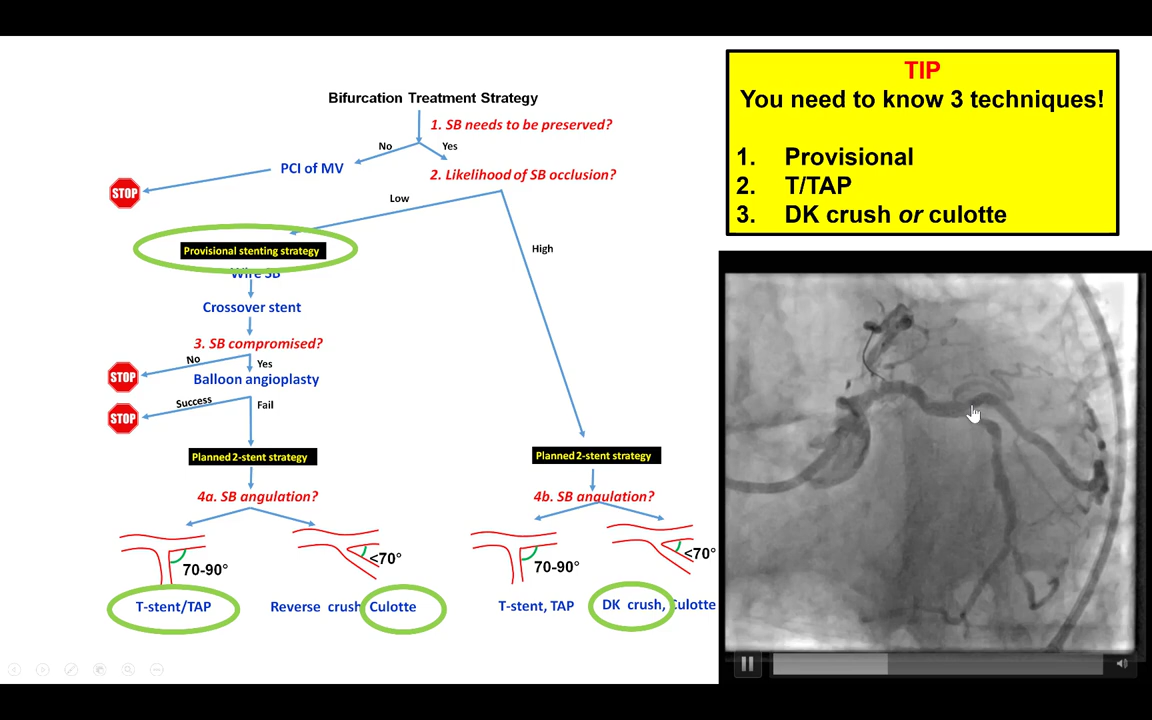 Bifurcation Treatment Strategy
1. SB needs to be preserved?
No
Yes
PCI of MV
2. Likelihood of SB occlusion?
STOP
Low
High
Provisional stenting strategy
Wire SB
Crossover stent
3. SB compromised?
No
Yes
STOP
Balloon angioplasty
Success
Fail
STOP
Planned 2-stent strategy
Planned 2-stent strategy
4a. SB angulation?
4b. SB angulation?
70-90°
<70°
70-90°
<70°
T-stent/TAP
Reverse crush Culotte
T-stent, TAP
DK crush, Culotte
TIP
You need to know 3 techniques!
1. Provisional
2. T/TAP
3. DK crush or culotte